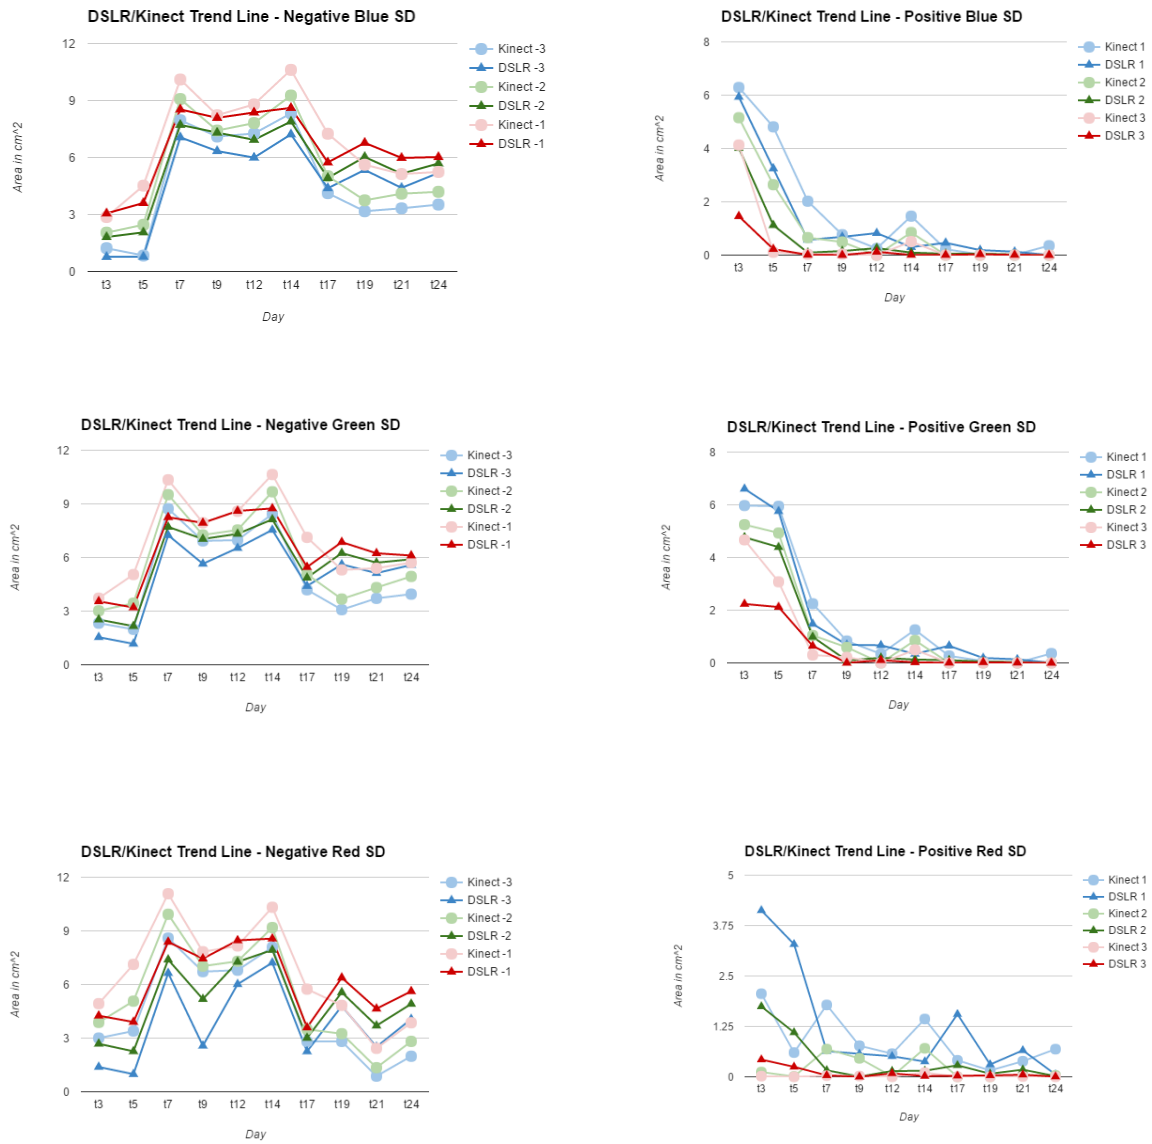 DSLR/Kinect Trend Line - Negative Blue SD
12
9
6
3
0
Area in cm^2
t3 t5 t7 t9 t12 t14 t17 t19 t21 t24
Day
Kinect -3
DSLR -3
Kinect -2
DSLR -2
Kinect -1
DSLR -1
DSLR/Kinect Trend Line - Positive Blue SD
8
6
4
2
0
Area in cm^2
t3 t5 t7 t9 t12 t14 t17 t19 t21 t24
Day
Kinect 1
DSLR 1
Kinect 2
DSLR 2
Kinect 3
DSLR 3
DSLR/Kinect Trend Line - Negative Green SD
12
9
6
3
0
Area in cm^2
t3 t5 t7 t9 t12 t14 t17 t19 t21 t24
Day
Kinect -3
DSLR -3
Kinect -2
DSLR -2
Kinect -1
DSLR -1
DSLR/Kinect Trend Line - Positive Green SD
8
6
4
2
0
Area in cm^2
t3 t5 t7 t9 t12 t14 t17 t19 t21 t24
Day
Kinect 1
DSLR 1
Kinect 2
DSLR 2
Kinect 3
DSLR 3
DSLR/Kinect Trend Line - Negative Red SD
12
9
6
3
0
Area in cm^2
t3 t5 t7 t9 t12 t14 t17 t19 t21 t24
Day
Kinect -3
DSLR -3
Kinect -2
DSLR -2
Kinect -1
DSLR -1
DSLR/Kinect Trend Line - Positive Red SD
5
3.75
2.5
1.25
0
Area in cm^2
t3 t5 t7 t9 t12 t14 t17 t19 t21 t24
Day
Kinect 1
DSLR 1
Kinect 2
DSLR 2
Kinect 3
DSLR 3